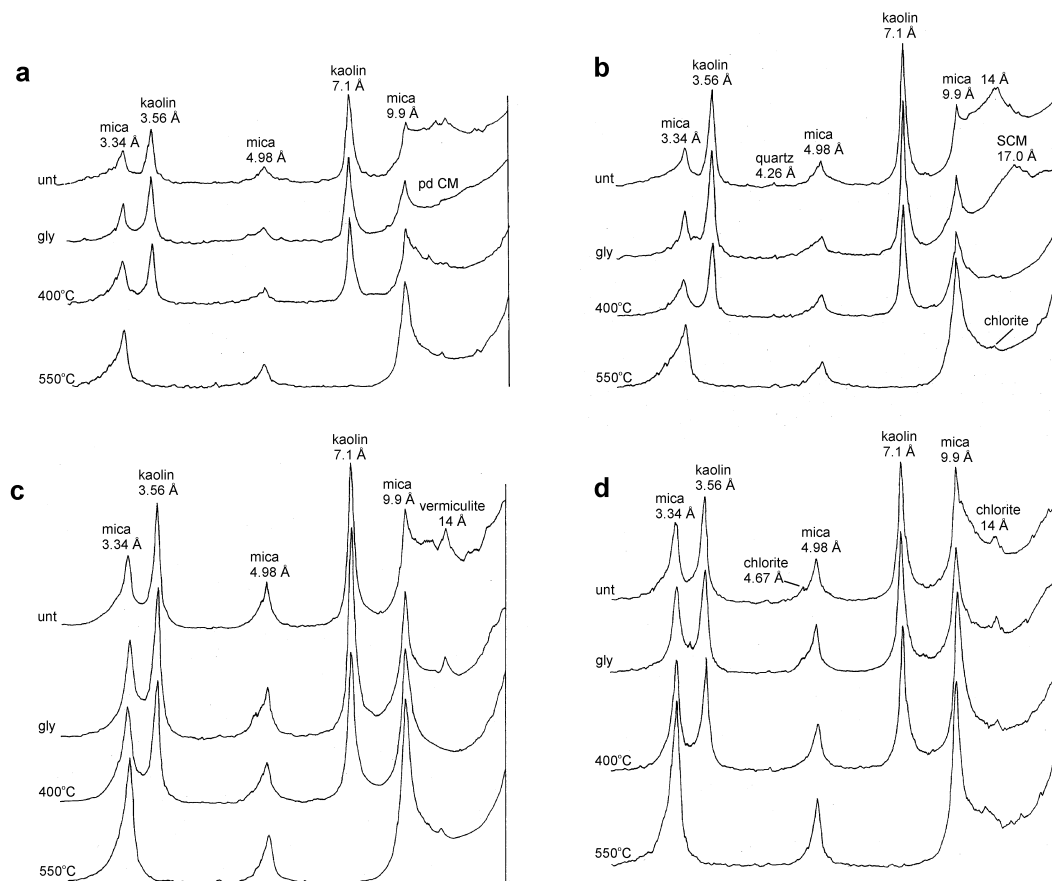 a
kaolin
7.1 Å
mica
9.9 Å
kaolin
3.56 Å
mica
3.34 Å
mica
4.98 Å
pd CM
unt
gly
400°C
550°C
b
kaolin
7.1 Å
kaolin
3.56 Å
mica
9.9 Å
14 Å
mica
3.34 Å
quartz
4.26 Å
mica
4.98 Å
SCM
17.0 Å
chlorite
unt
gly
400°C
550°C
c
kaolin
7.1 Å
kaolin
3.56 Å
mica
9.9 Å
vermiculite
14 Å
mica
3.34 Å
mica
4.98 Å
unt
gly
400°C
550°C
d
kaolin
7.1 Å
mica
9.9 Å
kaolin
3.56 Å
mica
3.34 Å
chlorite
14 Å
mica
4.98 Å
chlorite
4.67 Å
unt
gly
400°C
550°C